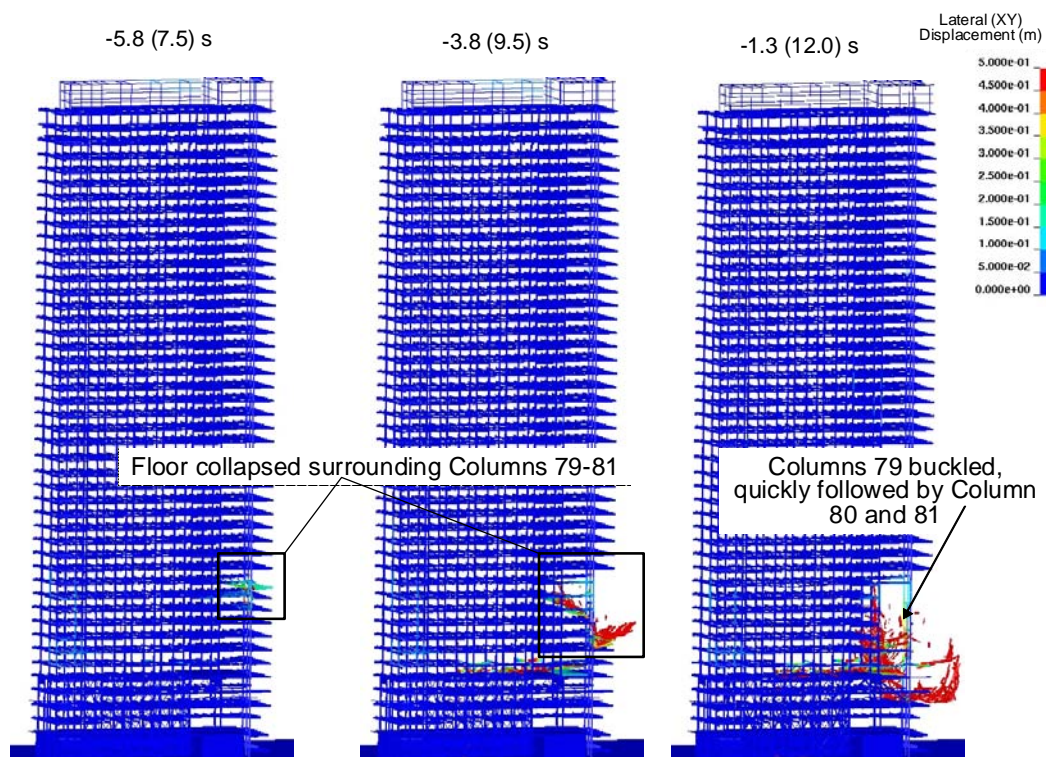 -5.8 (7.5) s
-3.8 (9.5) s
-1.3 (12.0) s
Lateral (XY)
Displacement (m)
5.000e-01
4.500e-01
4.000e-01
3.500e-01
3.000e-01
2.500e-01
2.000e-01
1.500e-01
1.000e-01
5.000e-02
0.000e+00
Floor collapsed surrounding Columns 79-81
Columns 79 buckled,
quickly followed by Column
80 and 81